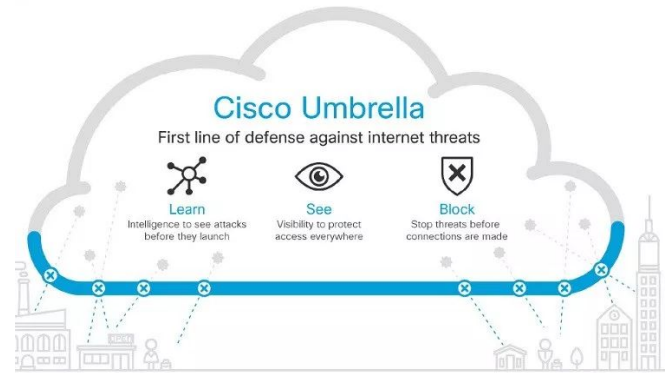 Cisco Umbrella
First line of defense against internet threats
Learn
Intelligence to see attacks
before they launch
See
Visibility to protect
access everywhere
Block
Stop threats before
connections are made
OPEN